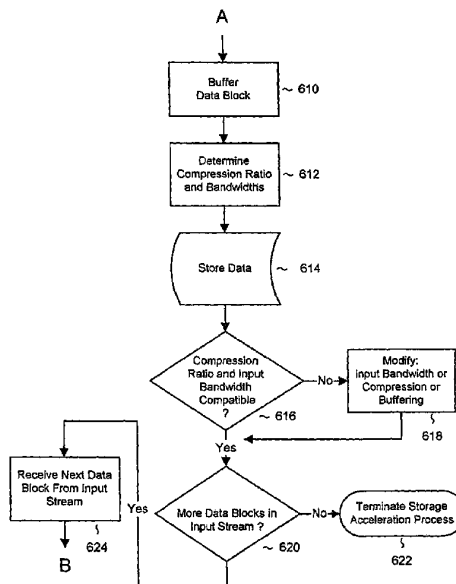 A
Buffer
Data Block
610
Determine
Compression Ratio
and Bandwidths
612
Store Data
614
Compression
Ratio and Input
Bandwidth
Compatible
?
616
No
Modify:
Input Bandwidth or
Compression or
Buffering
618
Yes
Receive Next Data
Block From Input
Stream
624
B
Yes
More Data Blocks in
Input Stream ?
620
No
Terminate Storage
Acceleration Process
622